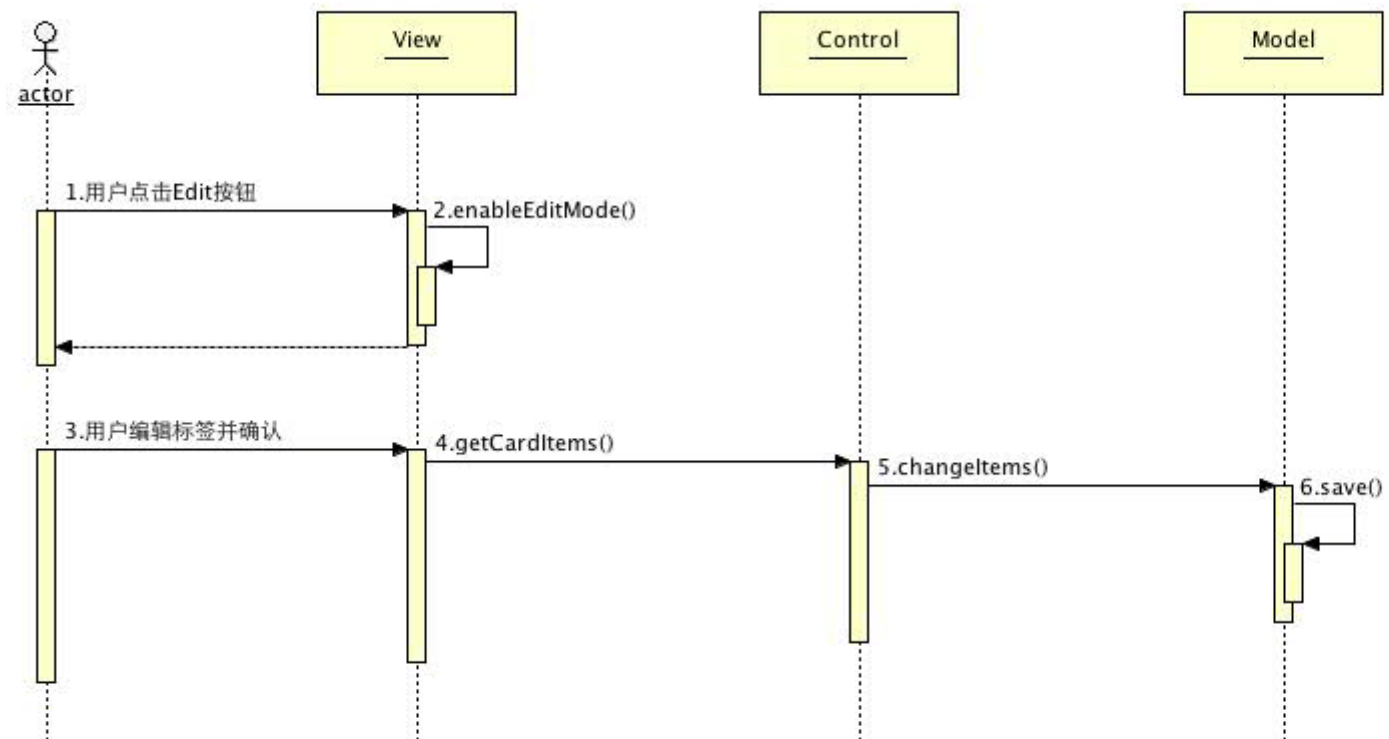 actor
View
Control
Model
1.用户点击Edit按钮
2.enableEditMode()
3.用户编辑标签并确认
4.getCardItems()
5.changeItems()
6.save()